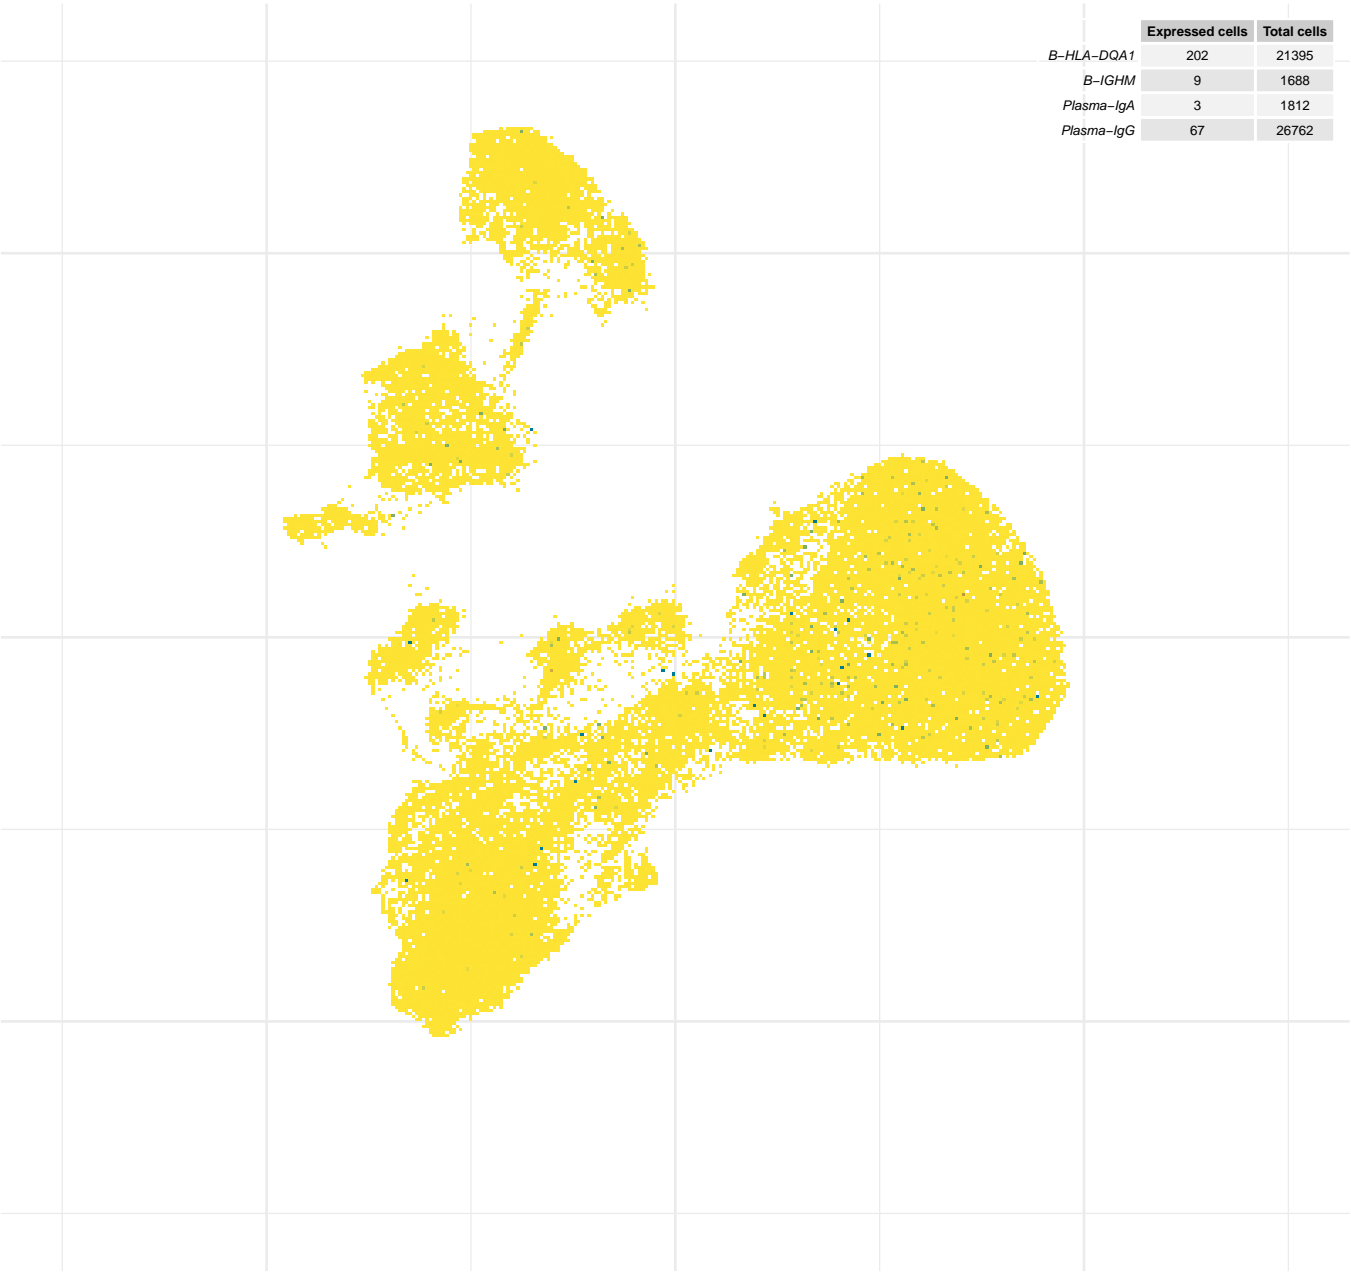 Expressed cells Total cells
B−HLA−DQA1 202 21395
B−IGHM 9 1688
Plasma−IgA 3 1812
Plasma−IgG 67 26762